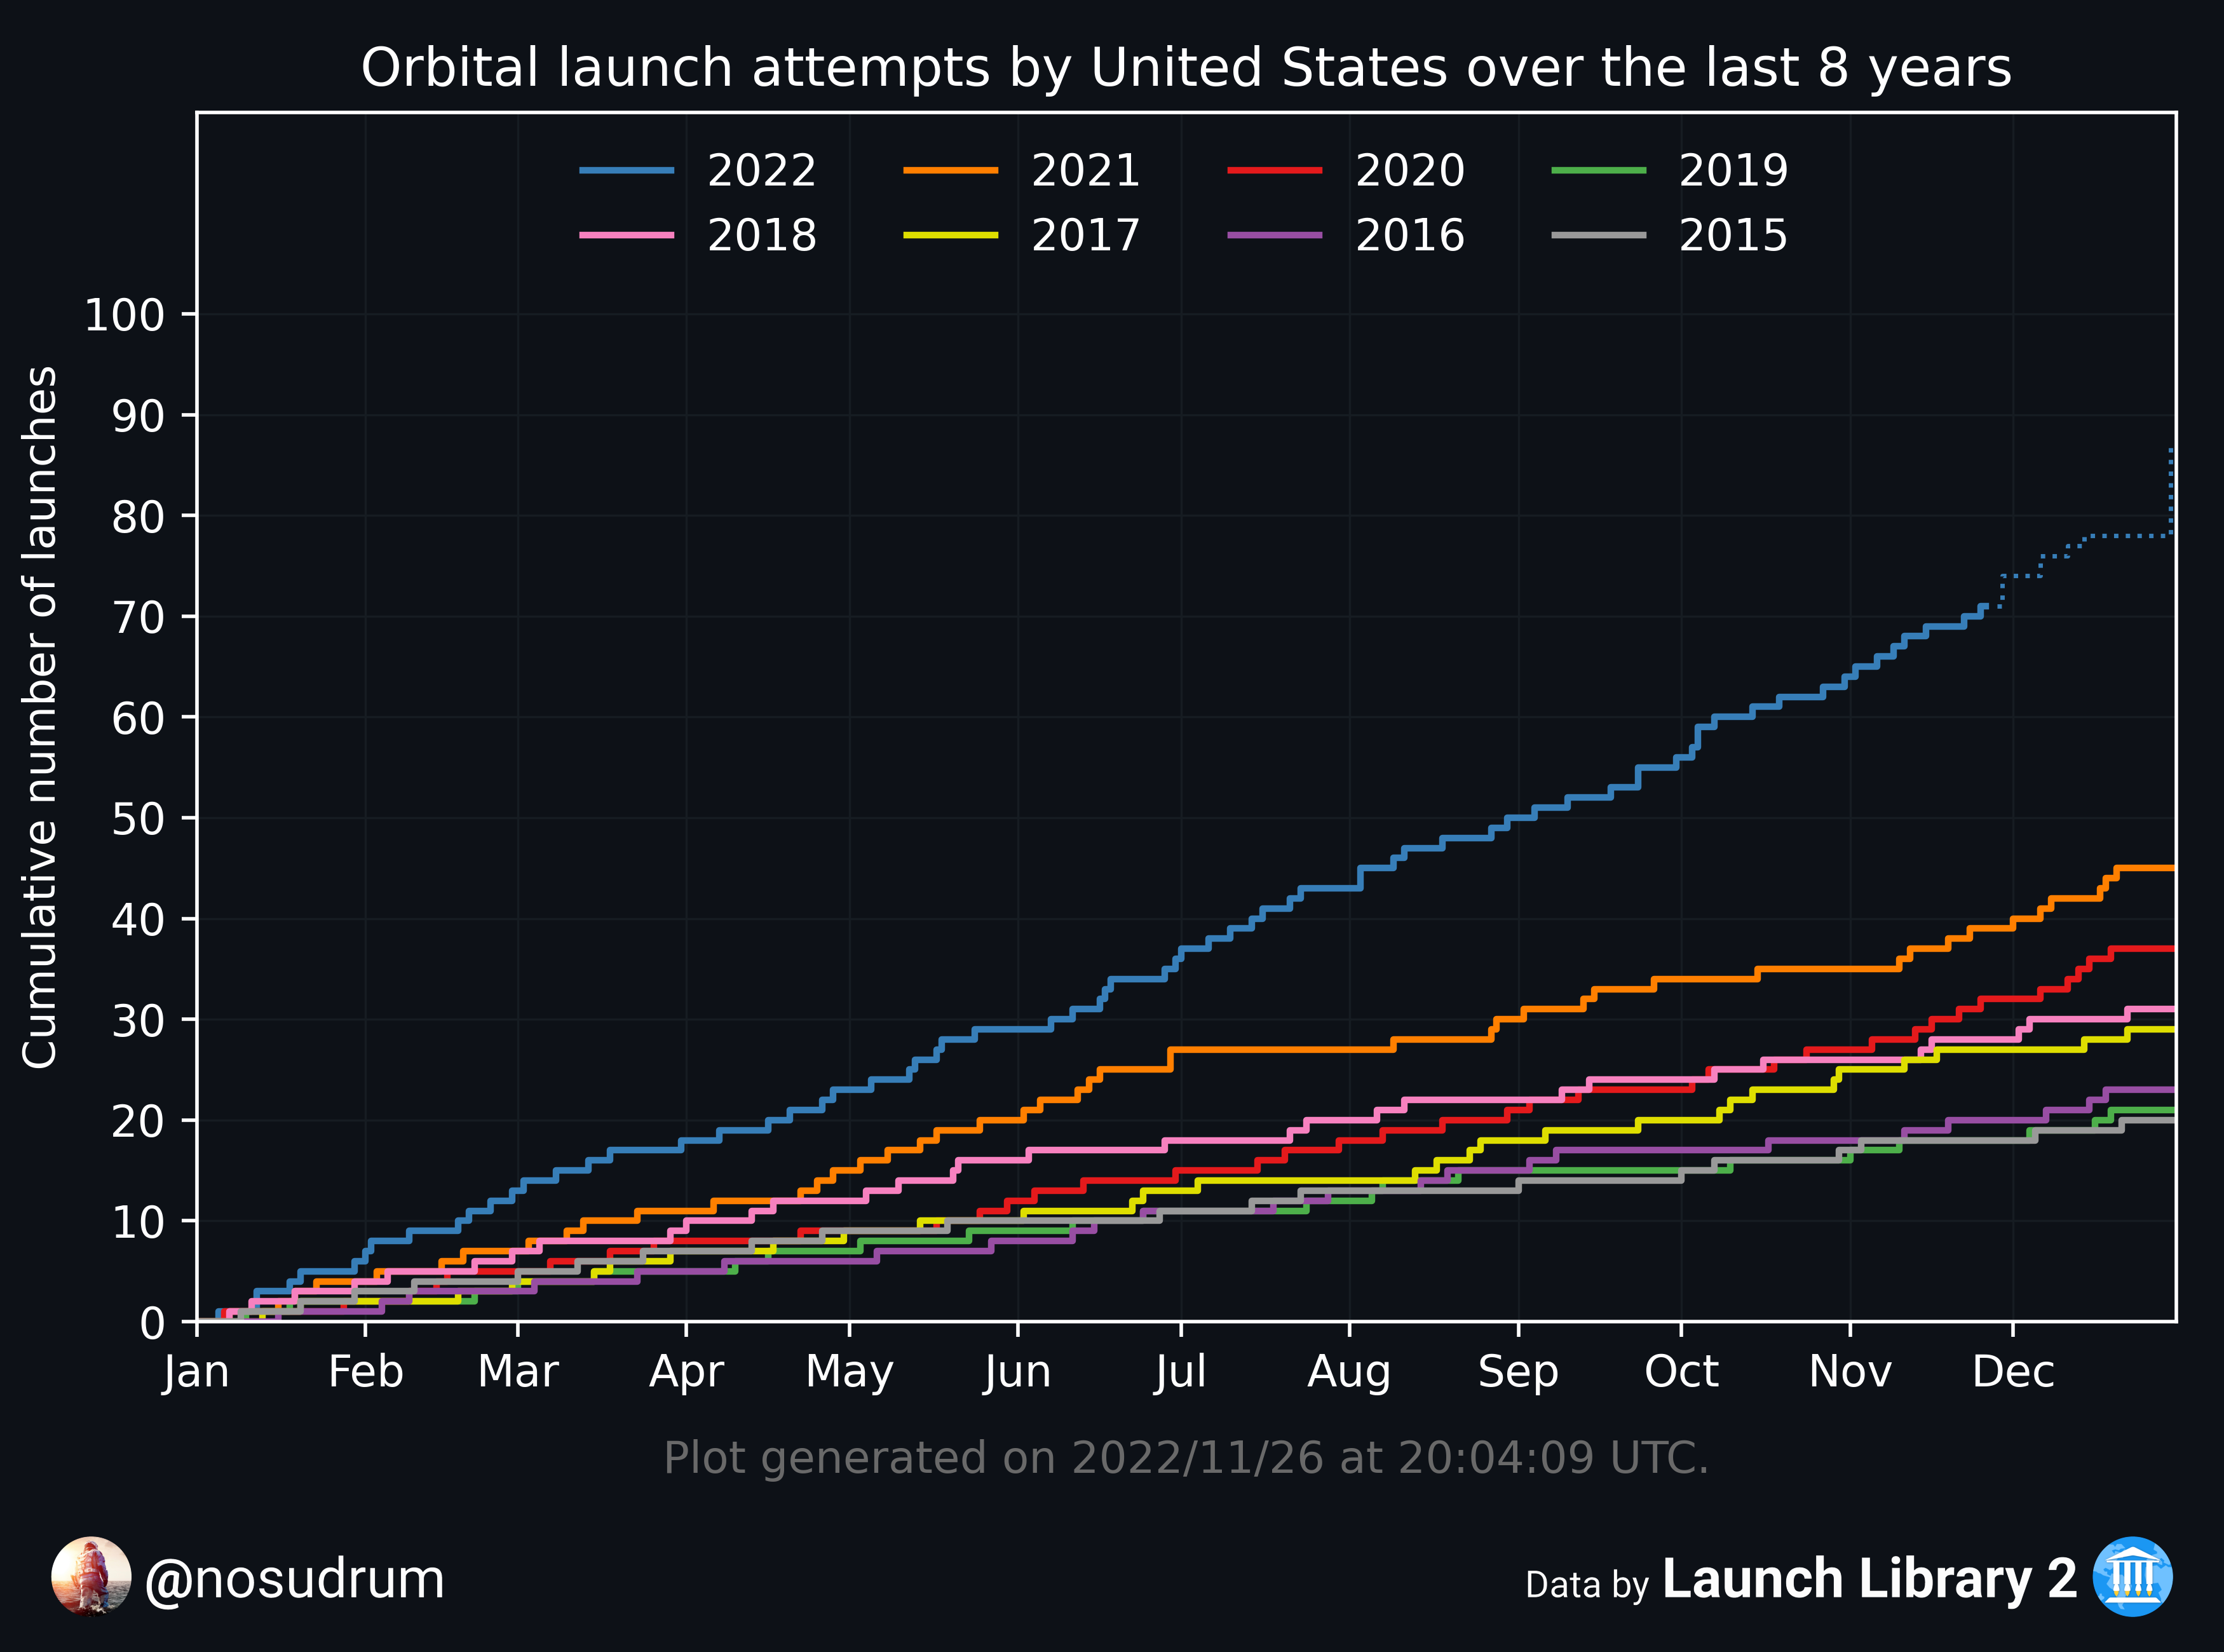 Orbital launch attempts by United States over the last 8 years
2022 2021 2020 2019
2018 2017 2016 2015
Cumulative number of launches
100
90
80
70
60
50
40
30
20
10
0
Jan Feb Mar Apr May Jun Jul Aug Sep Oct Nov Dec
Plot generated on 2022/11/26 at 20:04:09 UTC.
@nosudrum
Data by Launch Library 2